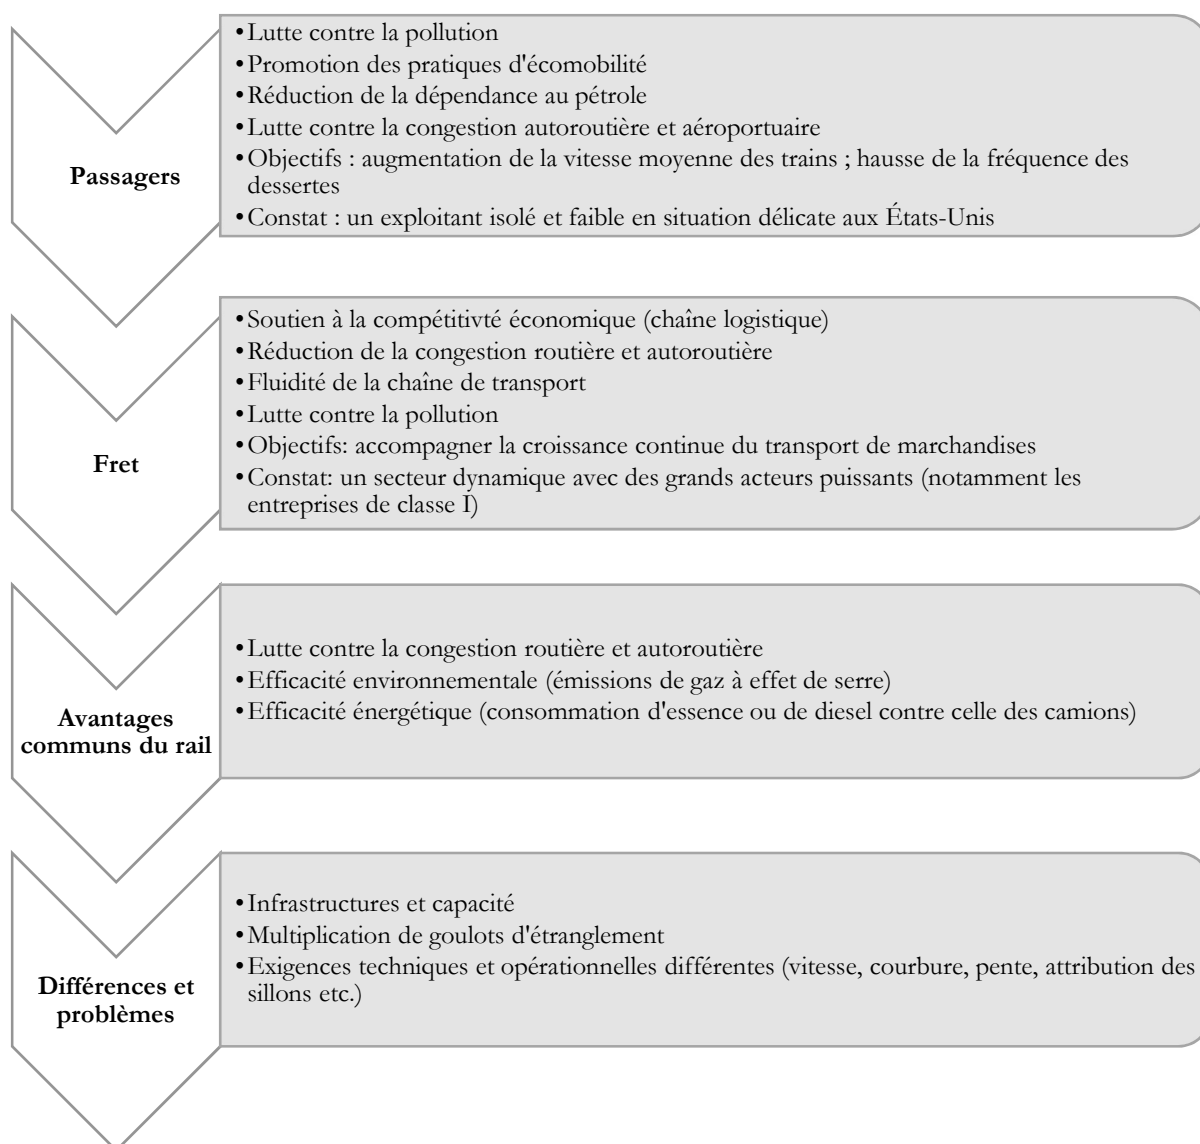 Passagers
•Lutte contre la pollution
•Promotion des pratiques d'écomobilité
•Réduction de la dépendance au pétrole
•Lutte contre la congestion autoroutière et aéroportuaire
•Objectifs : augmentation de la vitesse moyenne des trains ; hausse de la fréquence des
dessertes
•Constat : un exploitant isolé et faible en situation délicate aux États-Unis
Fret
•Soutien à la compétitivté économique (chaîne logistique)
•Réduction de la congestion routière et autoroutière
•Fluidité de la chaîne de transport
•Lutte contre la pollution
•Objectifs: accompagner la croissance continue du transport de marchandises
•Constat: un secteur dynamique avec des grands acteurs puissants (notamment les
entreprises de classe I)
Avantages
communs du rail
•Lutte contre la congestion routière et autoroutière
•Efficacité environnementale (émissions de gaz à effet de serre)
•Efficacité énergétique (consommation d'essence ou de diesel contre celle des camions)
Différences et
problèmes
•Infrastructures et capacité
•Multiplication de goulots d'étranglement
•Exigences techniques et opérationnelles différentes (vitesse, courbure, pente, attribution des
sillons etc.)